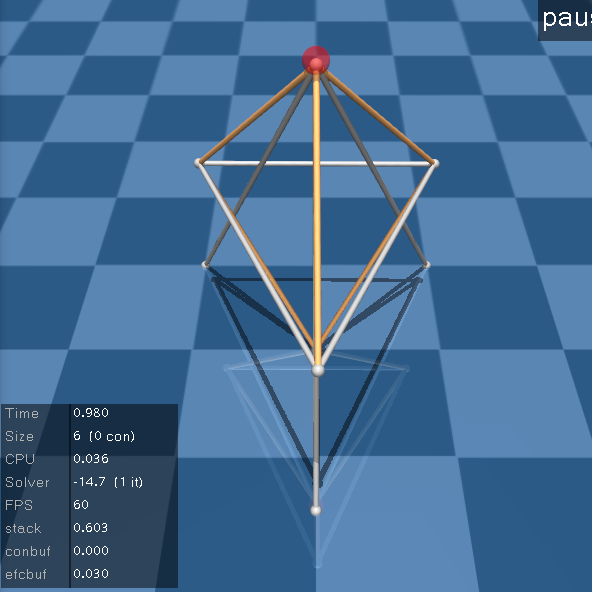 Time 0.980
Size 6 (0 con)
CPU 0.036
Solver -14.7 (1 it)
FPS 60
stack 0.603
conbuf 0.000
efcbuf 0.030